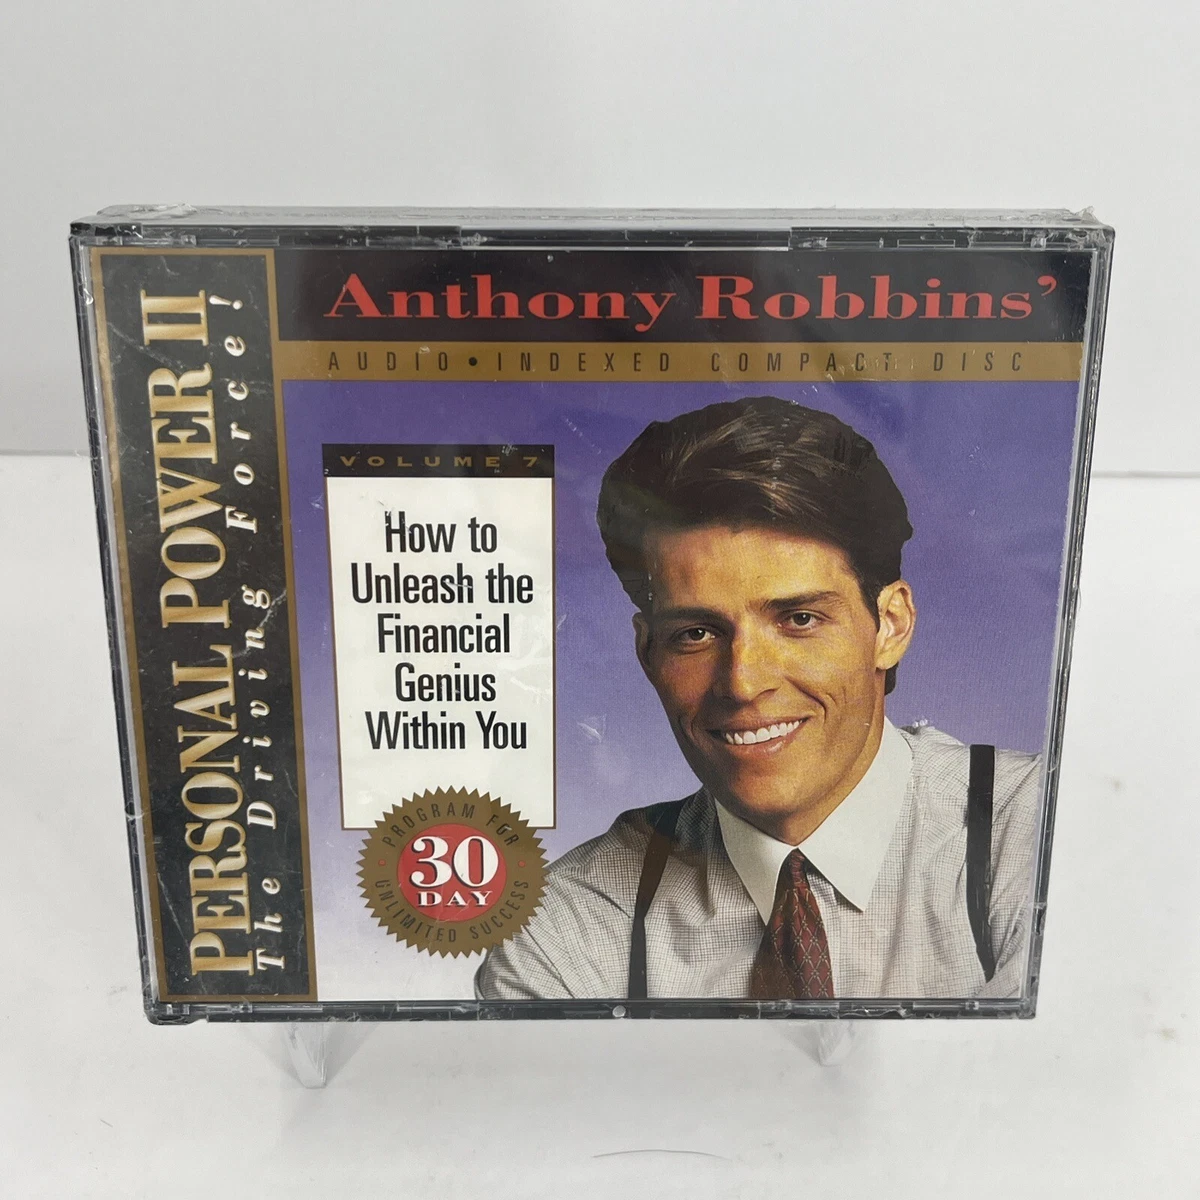 PERSONAL POWER II
The Driving Force!
Anthony Robbins'
AUDIO • INDEXED COMPACT DISC
VOLUME 7
How to
Unleash the
Financial
Genius
Within You
PROGRAM FOR
30
DAY
UNLIMITED SUCCESS